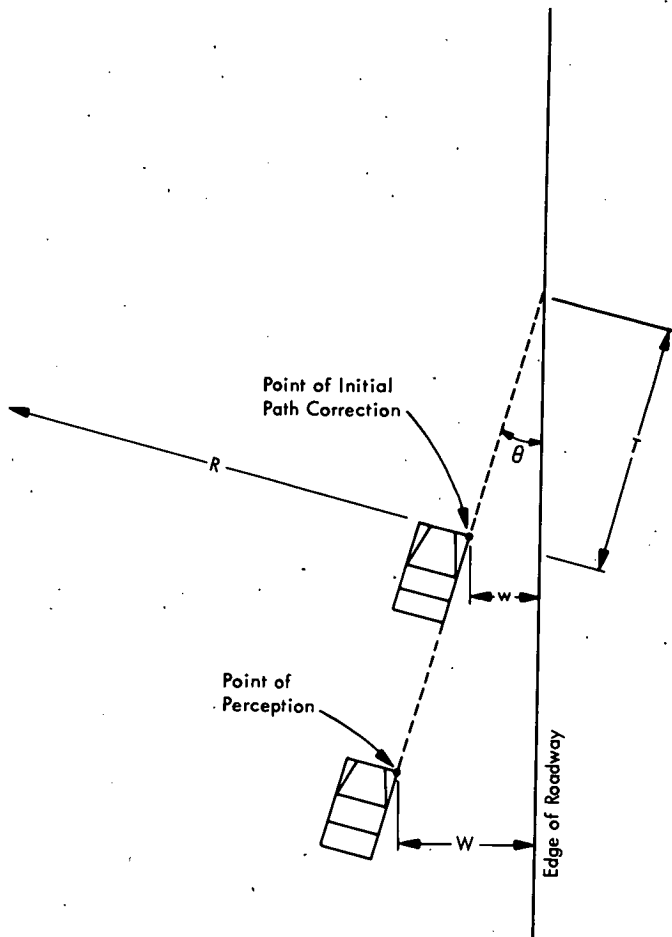 Point of Initial
Path Correction
R
θ
T
w
Point of
Perception
W
Edge of Roadway